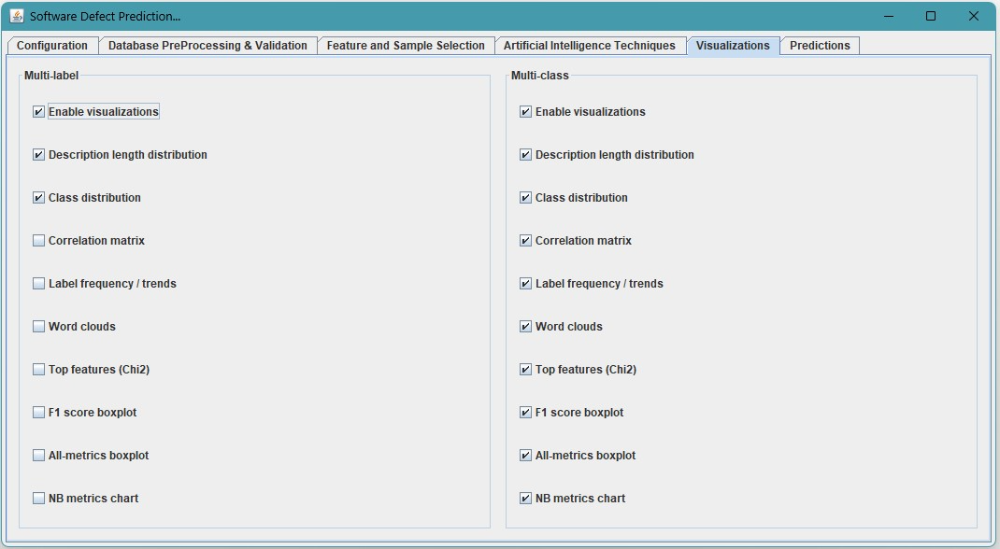 Software Defect Prediction...
Configuration
Database PreProcessing & Validation
Feature and Sample Selection
Artificial Intelligence Techniques
Visualizations
Predictions
Multi-label
Enable visualizations
Description length distribution
Class distribution
Correlation matrix
Label frequency / trends
Word clouds
Top features (Chi2)
F1 score boxplot
All-metrics boxplot
NB metrics chart
Multi-class
Enable visualizations
Description length distribution
Class distribution
Correlation matrix
Label frequency / trends
Word clouds
Top features (Chi2)
F1 score boxplot
All-metrics boxplot
NB metrics chart